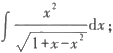 ∫ x²/√(1+x−x²) dx;